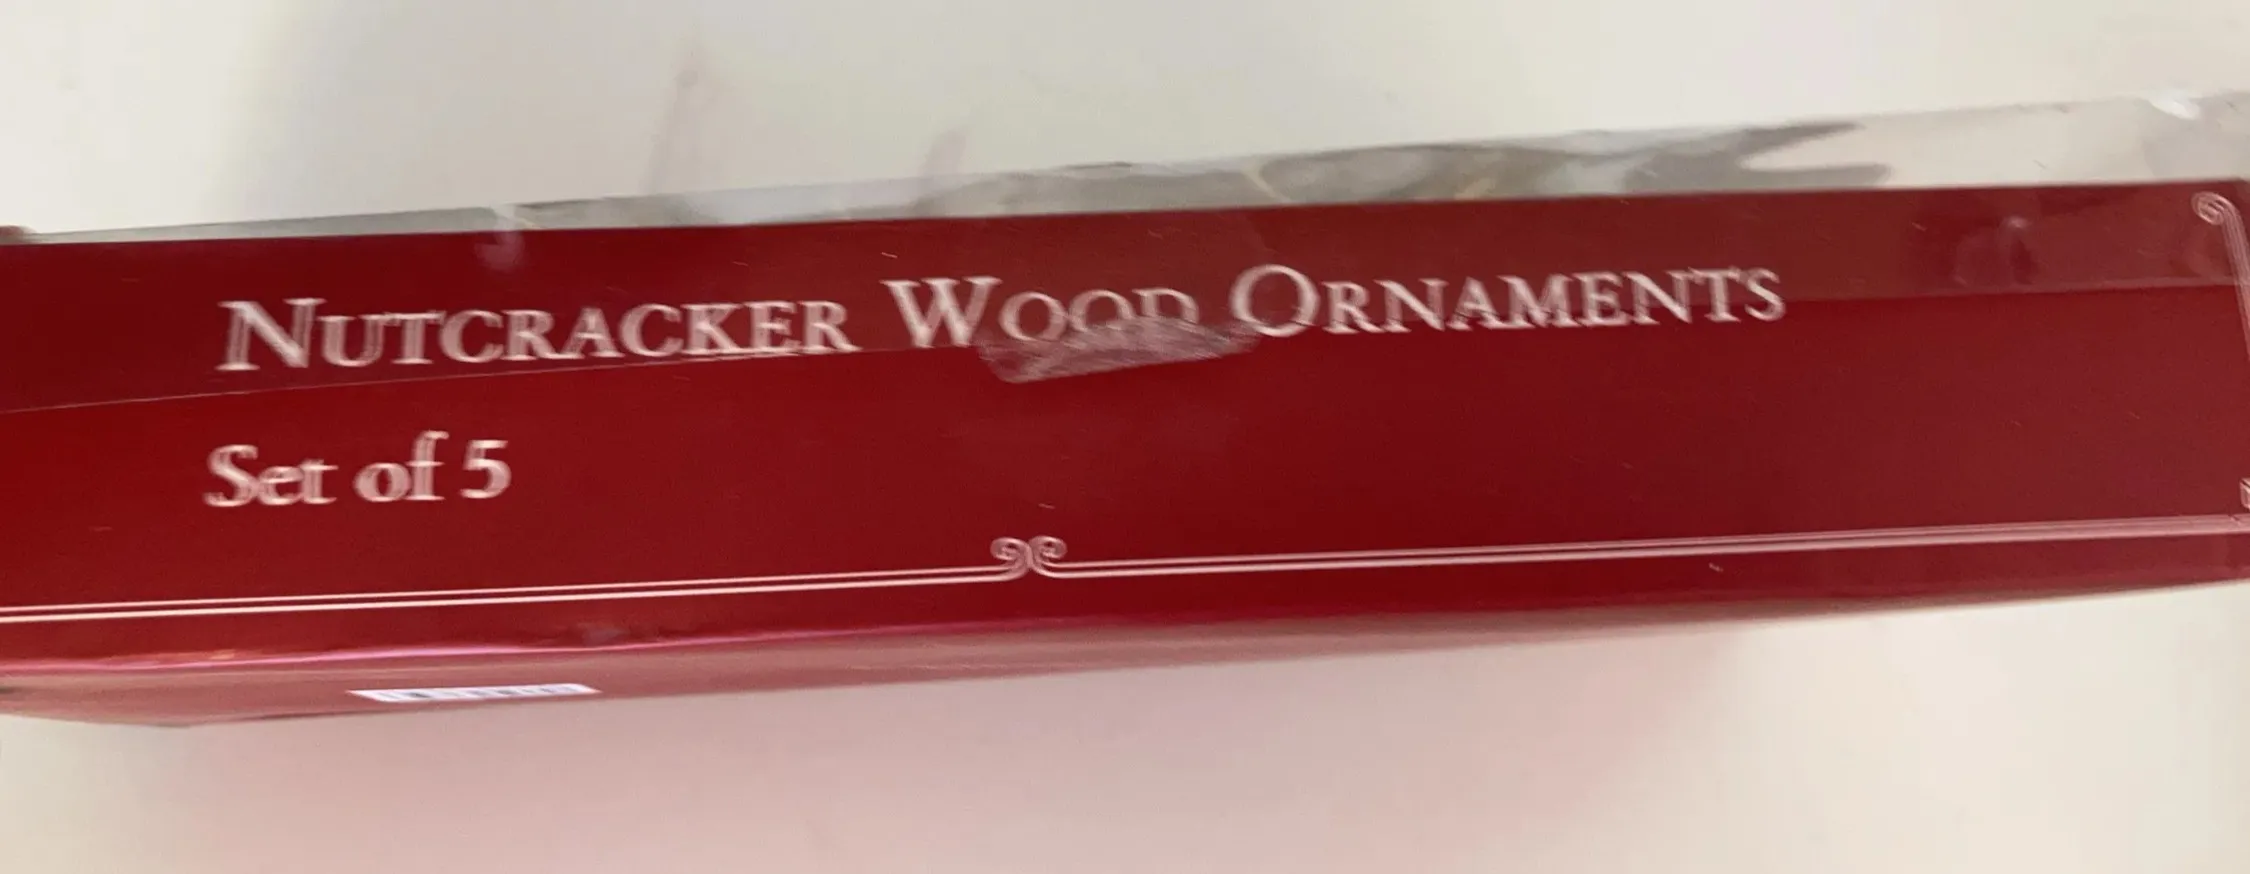 NUTCRACKER WOOD ORNAMENTS
Set of 5